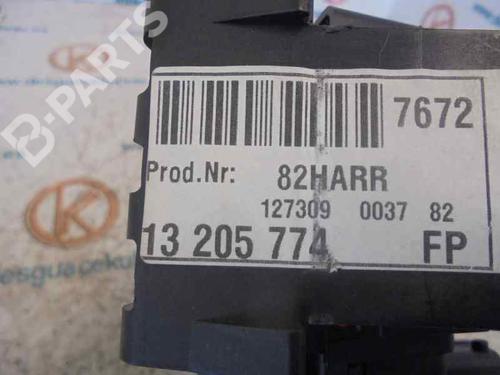 B-PARTS
7672
Prod.Nr: 82HARR
127309 0037 82
13 205 774 FP